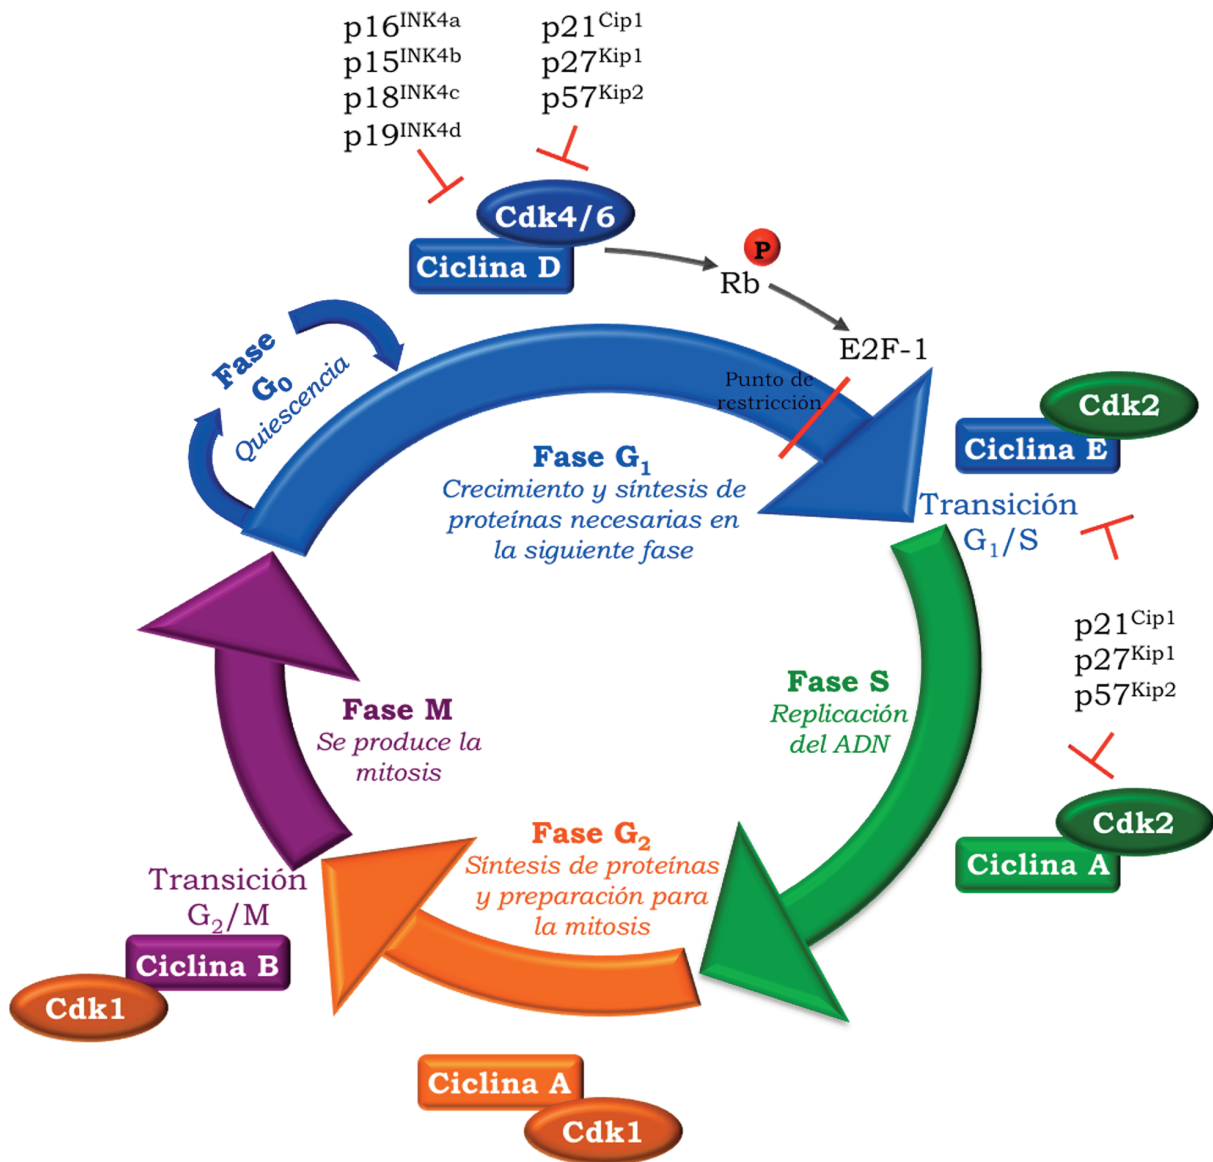 p16INK4a
p15INK4b
p18INK4c
p19INK4d
p21Cip1
p27Kip1
p57Kip2
Cdk4/6
Ciclina D
P
Rb
E2F-1
Punto de
restricción
Fase
G0
Quiescencia
Fase G1
Crecimiento y síntesis de
proteínas necesarias en
la siguiente fase
Cdk2
Ciclina E
Transición
G1/S
p21Cip1
p27Kip1
p57Kip2
Fase S
Replicación
del ADN
Cdk2
Ciclina A
Fase M
Se produce la
mitosis
Fase G2
Síntesis de proteínas
y preparación para
la mitosis
Transición
G2/M
Ciclina B
Cdk1
Ciclina A
Cdk1